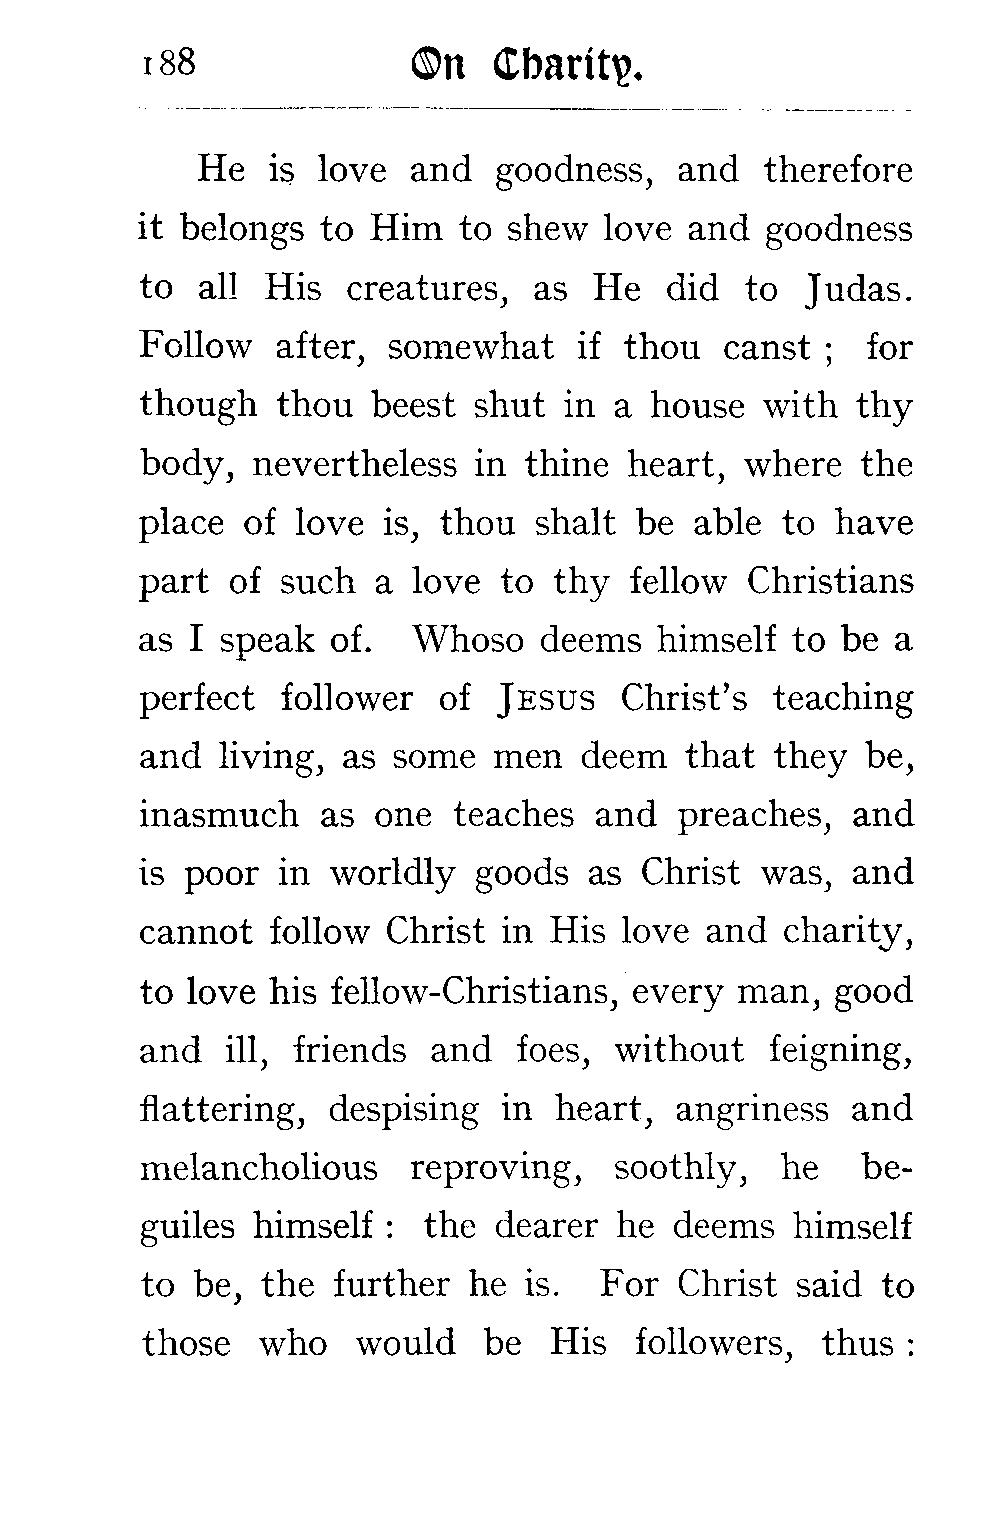 188 On Charity.
He is love and goodness, and therefore
it belongs to Him to shew love and goodness
to all His creatures, as He did to Judas.
Follow after, somewhat if thou canst ; for
though thou beest shut in a house with thy
body, nevertheless in thine heart, where the
place of love is, thou shalt be able to have
part of such a love to thy fellow Christians
as I speak of. Whoso deems himself to be a
perfect follower of JESUS Christ's teaching
and living, as some men deem that they be,
inasmuch as one teaches and preaches, and
is poor in worldly goods as Christ was, and
cannot follow Christ in His love and charity,
to love his fellow-Christians, every man, good
and ill, friends and foes, without feigning,
flattering, despising in heart, angriness and
melancholious reproving, soothly, he be-
guiles himself : the dearer he deems himself
to be, the further he is. For Christ said to
those who would be His followers, thus :